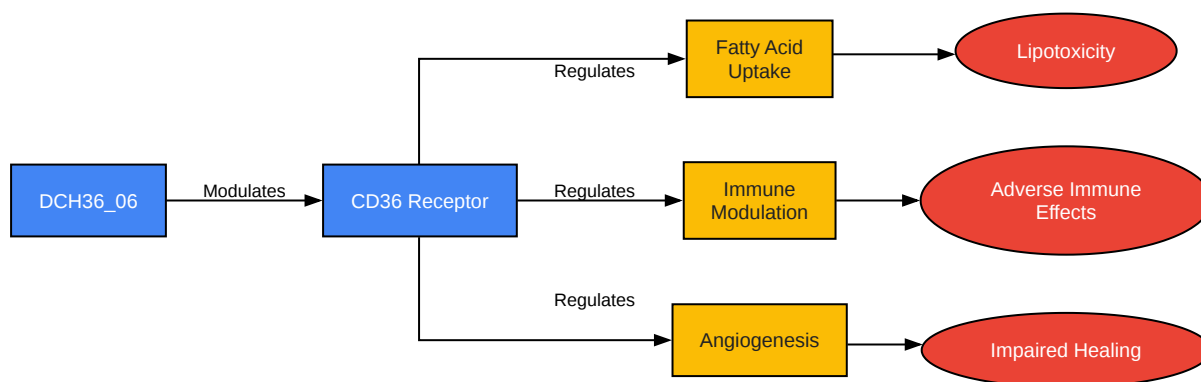 Fatty Acid
Uptake
Lipotoxicity
Regulates
DCH36_06
Modulates
CD36 Receptor
Regulates
Immune
Modulation
Adverse Immune
Effects
Regulates
Angiogenesis
Impaired Healing